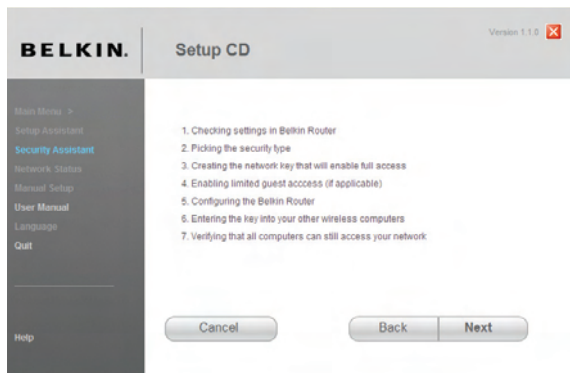 BELKIN.
Setup CD
Version 1.1.0
Main Menu >
Setup Assistant
Security Assistant
Network Status
Manual Setup
User Manual
Language
Quit
Help
1. Checking settings in Belkin Router
2. Picking the security type
3. Creating the network key that will enable full access
4. Enabling limited guest acccess (if applicable)
5. Configuring the Belkin Router
6. Entering the key into your other wireless computers
7. Verifying that all computers can still access your network
Cancel
Back
Next